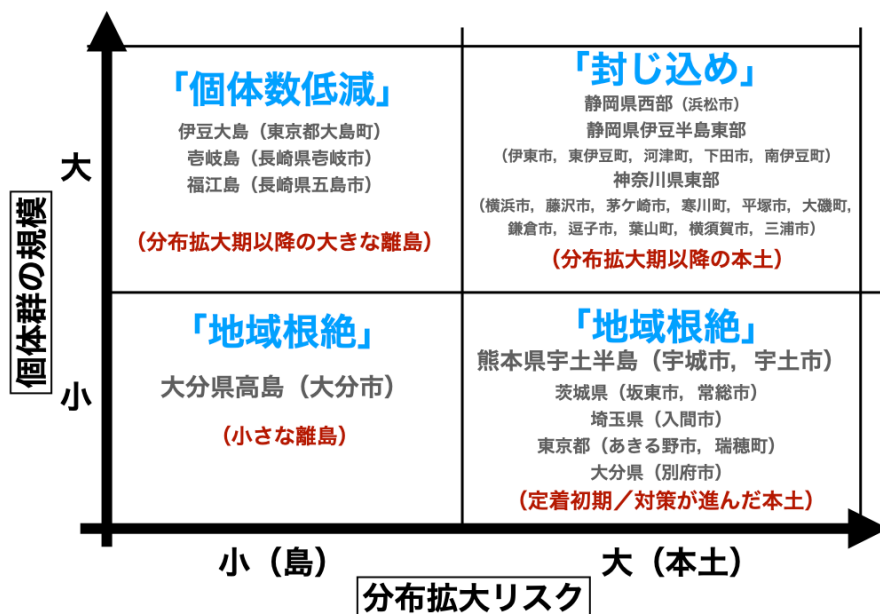 「個体数低減」
伊豆大島（東京都大島町）
壱岐島（長崎県壱岐市）
福江島（長崎県五島市）
（分布拡大期以降の大きな離島）
「封じ込め」
静岡県西部（浜松市）
静岡県伊豆半島東部
（伊東市，東伊豆町，河津町，下田市，南伊豆町）
神奈川県東部
（横浜市，藤沢市，茅ケ崎市，寒川町，平塚市，大磯町，
鎌倉市，逗子市，葉山町，横須賀市，三浦市）
（分布拡大期以降の本土）
大
個体群の規模
小
「地域根絶」
大分県高島（大分市）
（小さな離島）
「地域根絶」
熊本県宇土半島（宇城市，宇土市）
茨城県（坂東市，常総市）
埼玉県（入間市）
東京都（あきる野市，瑞穂町）
大分県（別府市）
（定着初期／対策が進んだ本土）
小（島）
大（本土）
分布拡大リスク